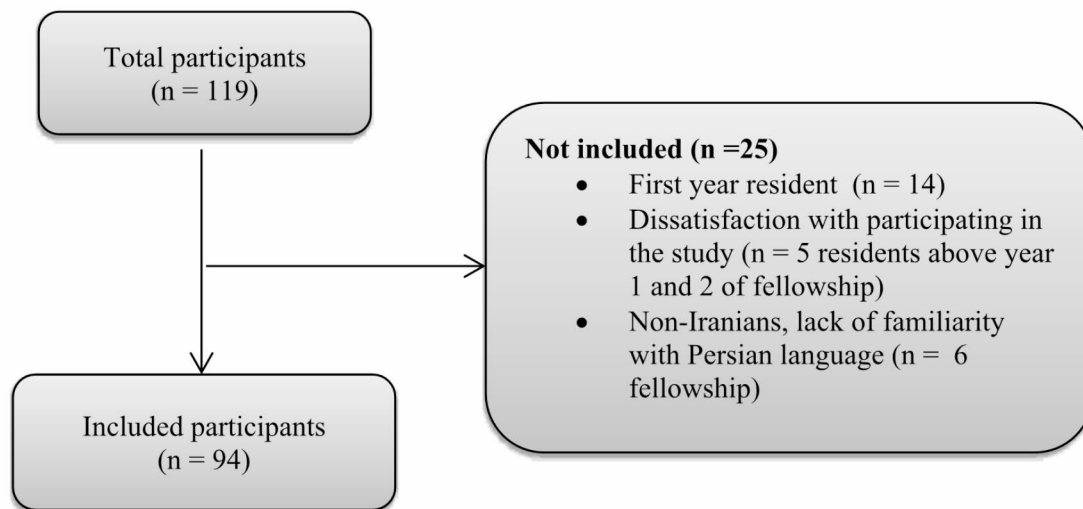 Total participants
(n = 119)
Not included (n =25)
• First year resident (n = 14)
• Dissatisfaction with participating in
the study (n = 5 residents above year
1 and 2 of fellowship)
• Non-Iranians, lack of familiarity
with Persian language (n = 6
fellowship)
Included participants
(n = 94)